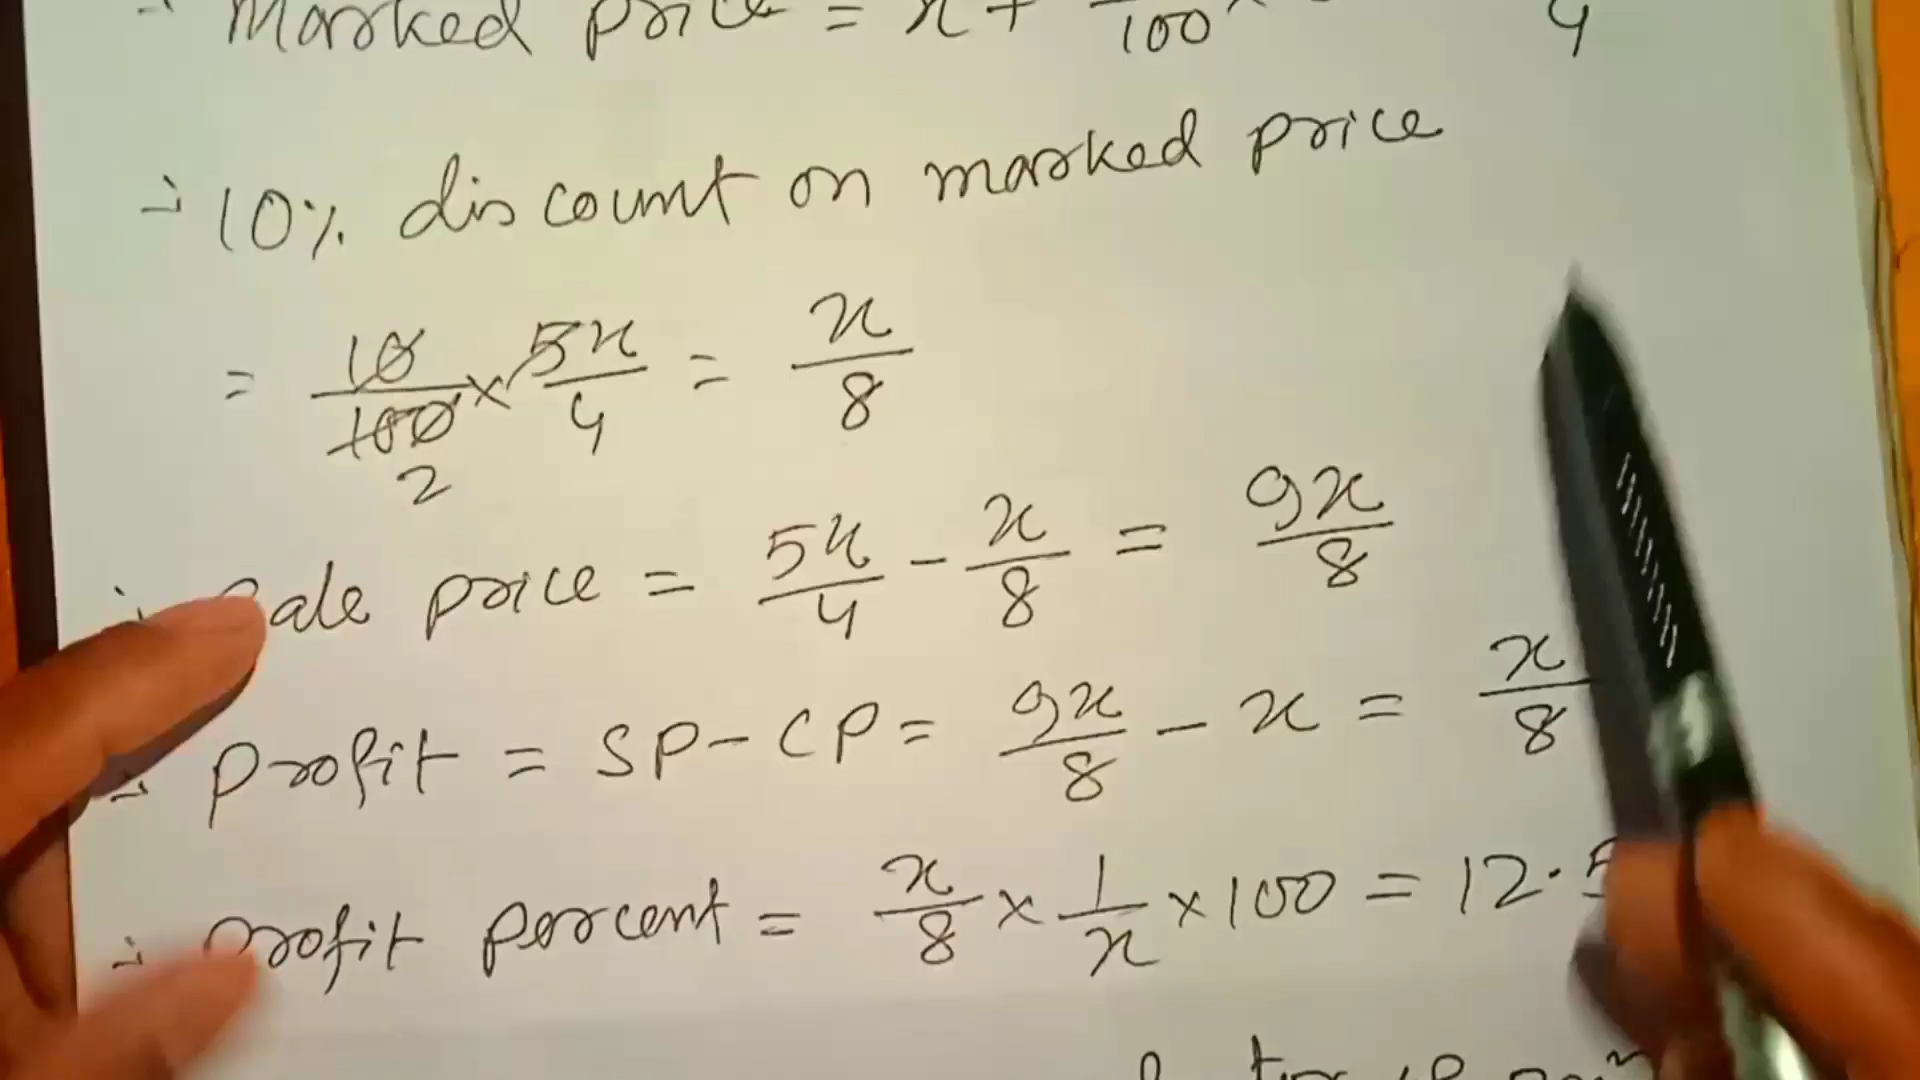 Marked price = x + /100 × 4
∴ 10% discount on marked price
= 10/100 × 5x/4 = x/8
2
∴ Sale price = 5x/4 - x/8 = 9x/8
∴ Profit = SP - CP = 9x/8 - x = x/8
∴ Profit percent = x/8 × 1/x × 100 = 12.5